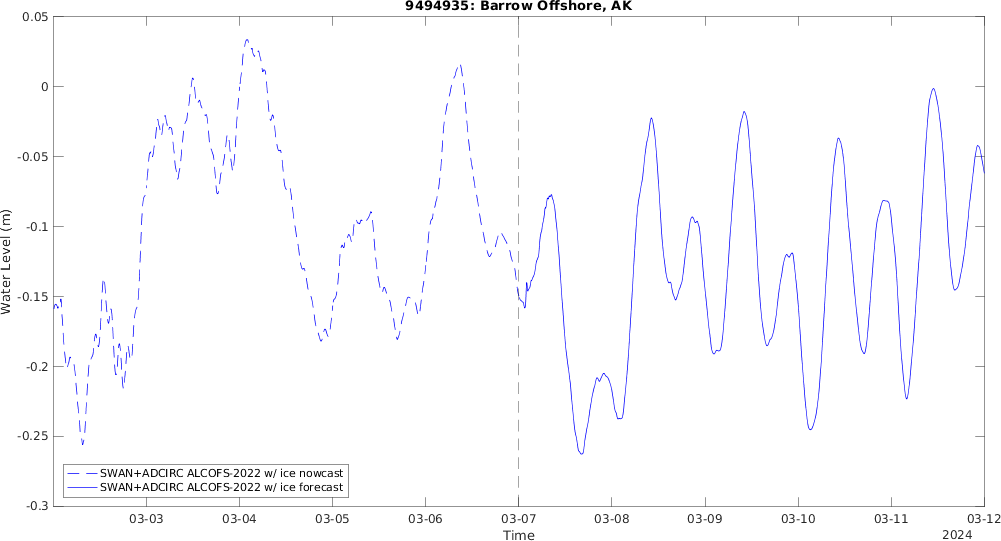 9494935: Barrow Offshore, AK
0.05
0
-0.05
-0.1
-0.15
-0.2
-0.25
-0.3
Water Level (m)
SWAN+ADCIRC ALCOFS-2022 w/ ice nowcast
SWAN+ADCIRC ALCOFS-2022 w/ ice forecast
03-03 03-04 03-05 03-06 03-07 03-08 03-09 03-10 03-11 03-12
Time
2024